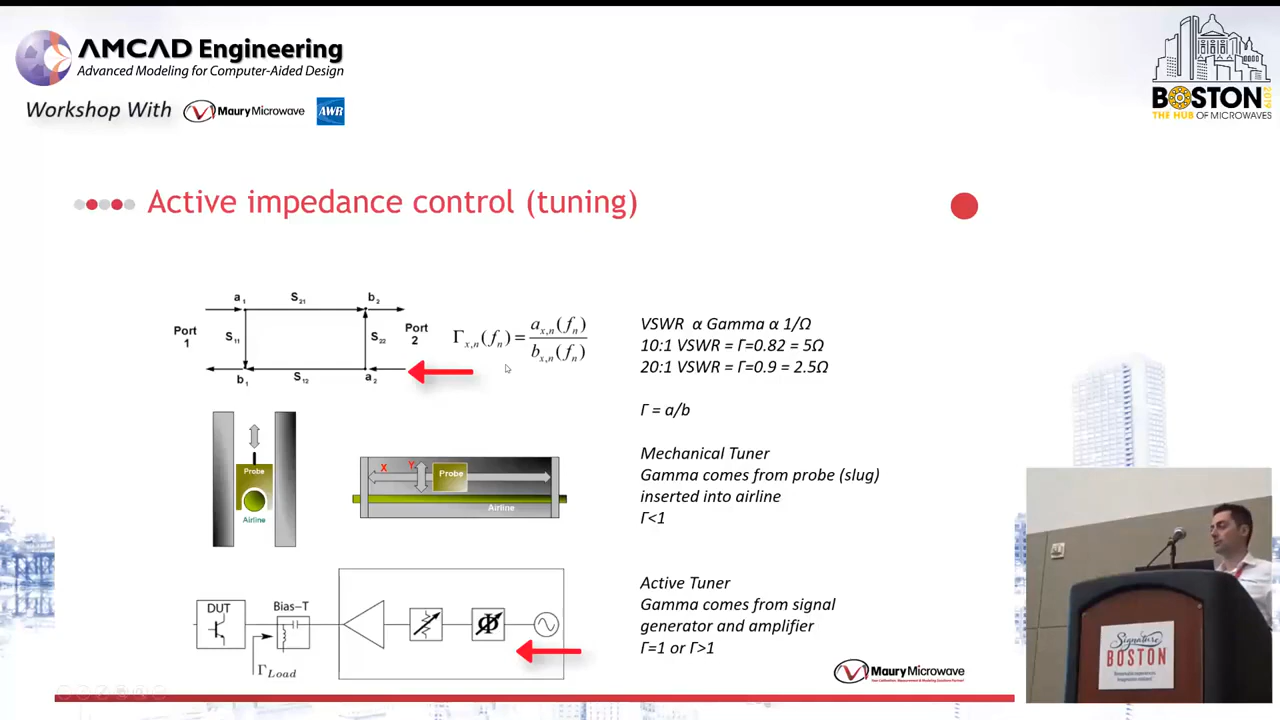 AMCAD Engineering
Advanced Modeling for Computer-Aided Design
Workshop With Maury Microwave AWR
BOSTON 2019
THE HUB OF MICROWAVES
Active impedance control (tuning)
a1 S21 b2
Port 1 S11 S22 Port 2
b1 S12 a2
Γx,n(fn) = ax,n(fn) / bx,n(fn)
VSWR α Gamma α 1/Ω
10:1 VSWR = Γ=0.82 = 5Ω
20:1 VSWR = Γ=0.9 = 2.5Ω
Γ = a/b
Probe
Airline
X Y Probe
Airline
Mechanical Tuner
Gamma comes from probe (slug)
inserted into airline
Γ<1
DUT Bias-T
Φ
ΓLoad
Active Tuner
Gamma comes from signal
generator and amplifier
Γ=1 or Γ>1
Maury Microwave
Signature
BOSTON